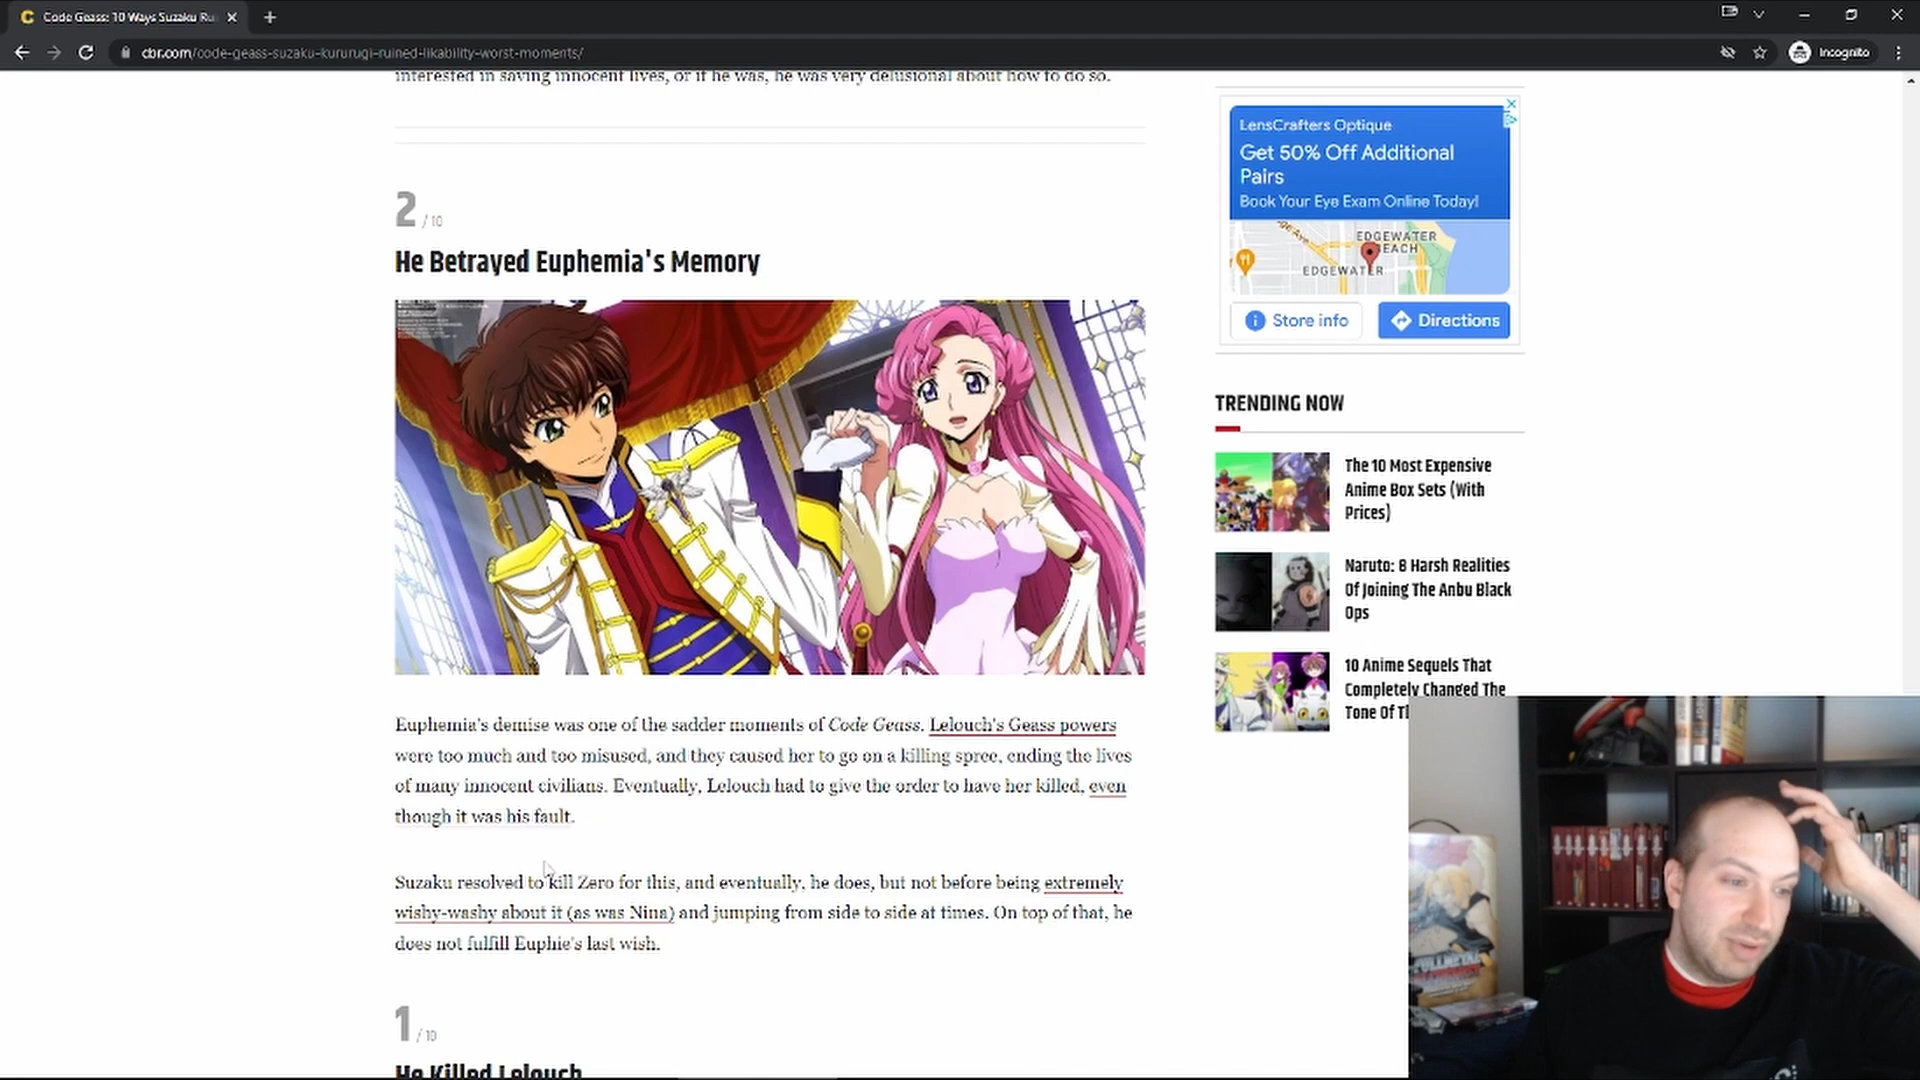 Code Geass: 10 Ways Suzaku Ru
cbr.com/code-geass-suzaku-kururugi-ruined-likability-worst-moments/
Incognito
interested in saving innocent lives, or if he was, he was very delusional about how to do so.
2 / 10
He Betrayed Euphemia's Memory
Euphemia's demise was one of the sadder moments of Code Geass. Lelouch's Geass powers
were too much and too misused, and they caused her to go on a killing spree, ending the lives
of many innocent civilians. Eventually, Lelouch had to give the order to have her killed, even
though it was his fault.
Suzaku resolved to kill Zero for this, and eventually, he does, but not before being extremely
wishy-washy about it (as was Nina) and jumping from side to side at times. On top of that, he
does not fulfill Euphie's last wish.
1 / 10
He Killed Lelouch
LensCrafters Optique
Get 50% Off Additional
Pairs
Book Your Eye Exam Online Today!
EDGEWATER
BEACH
EDGEWATER
Store info
Directions
TRENDING NOW
The 10 Most Expensive
Anime Box Sets (With
Prices)
Naruto: 8 Harsh Realities
Of Joining The Anbu Black
Ops
10 Anime Sequels That
Completely Changed The
Tone Of